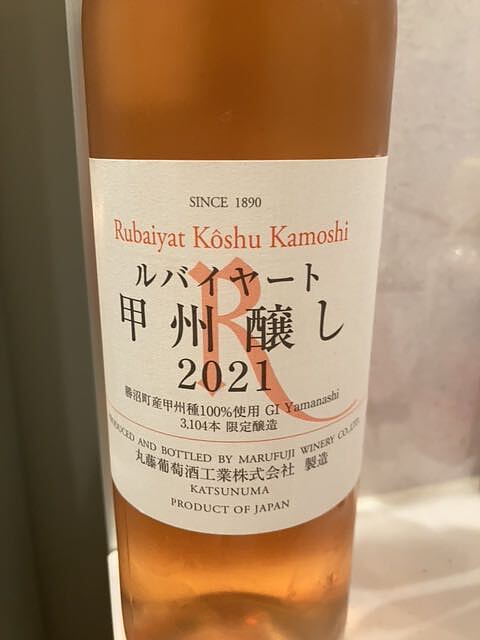 SINCE 1890
Rubaiyat Kôshu Kamoshi
ルバイヤート
R
甲州醸し
2021
勝沼町産甲州種100%使用 GI Yamanashi
3,104本 限定醸造
PRODUCED AND BOTTLED BY MARUFUJI WINERY CO.,LTD.
丸藤葡萄酒工業株式会社 製造
KATSUNUMA
PRODUCT OF JAPAN